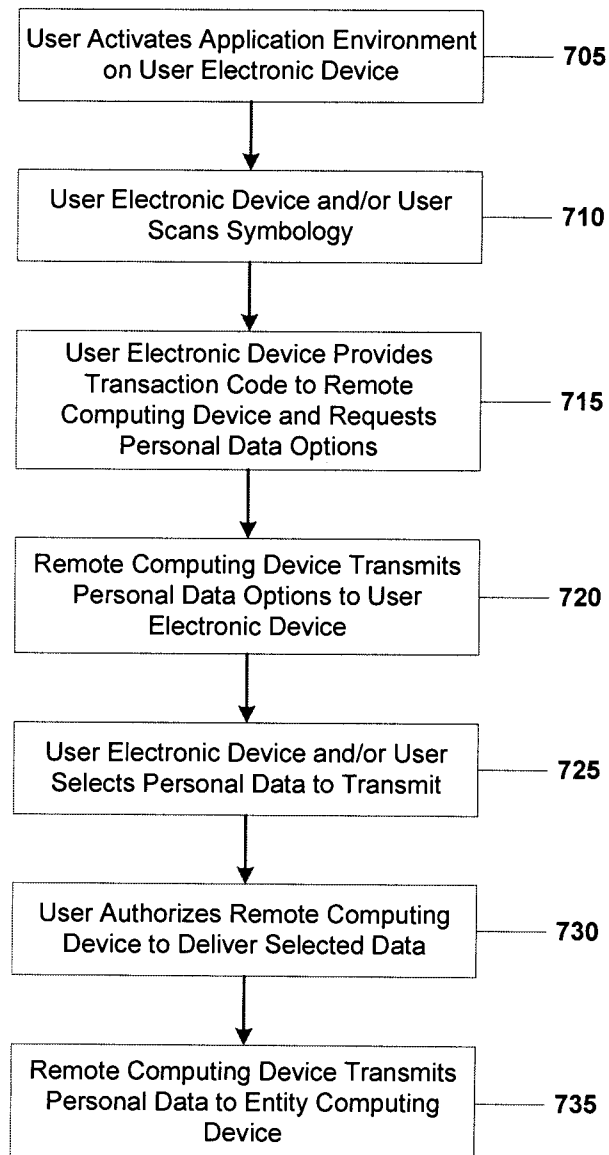 User Activates Application Environment
on User Electronic Device
705
User Electronic Device and/or User
Scans Symbology
710
User Electronic Device Provides
Transaction Code to Remote
Computing Device and Requests
Personal Data Options
715
Remote Computing Device Transmits
Personal Data Options to User
Electronic Device
720
User Electronic Device and/or User
Selects Personal Data to Transmit
725
User Authorizes Remote Computing
Device to Deliver Selected Data
730
Remote Computing Device Transmits
Personal Data to Entity Computing
Device
735